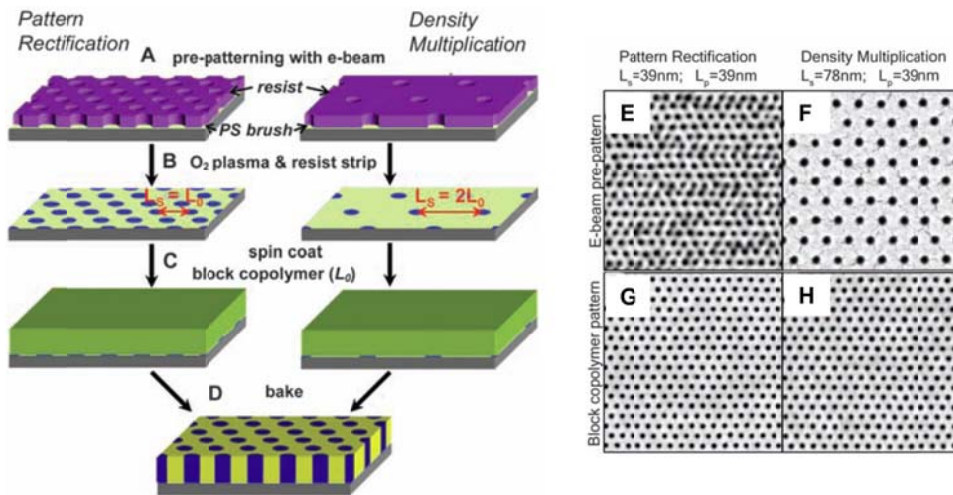 Pattern
Rectification
Density
Multiplication
A
pre-patterning with e-beam
resist
PS brush
B
O₂ plasma & resist strip
Lₛ = L₀
Lₛ = 2L₀
C
spin coat
block copolymer (L₀)
D
bake
Pattern Rectification
Lₛ=39nm; Lₚ=39nm
Density Multiplication
Lₛ=78nm; Lₚ=39nm
E-beam pre-pattern
E
F
Block copolymer pattern
G
H